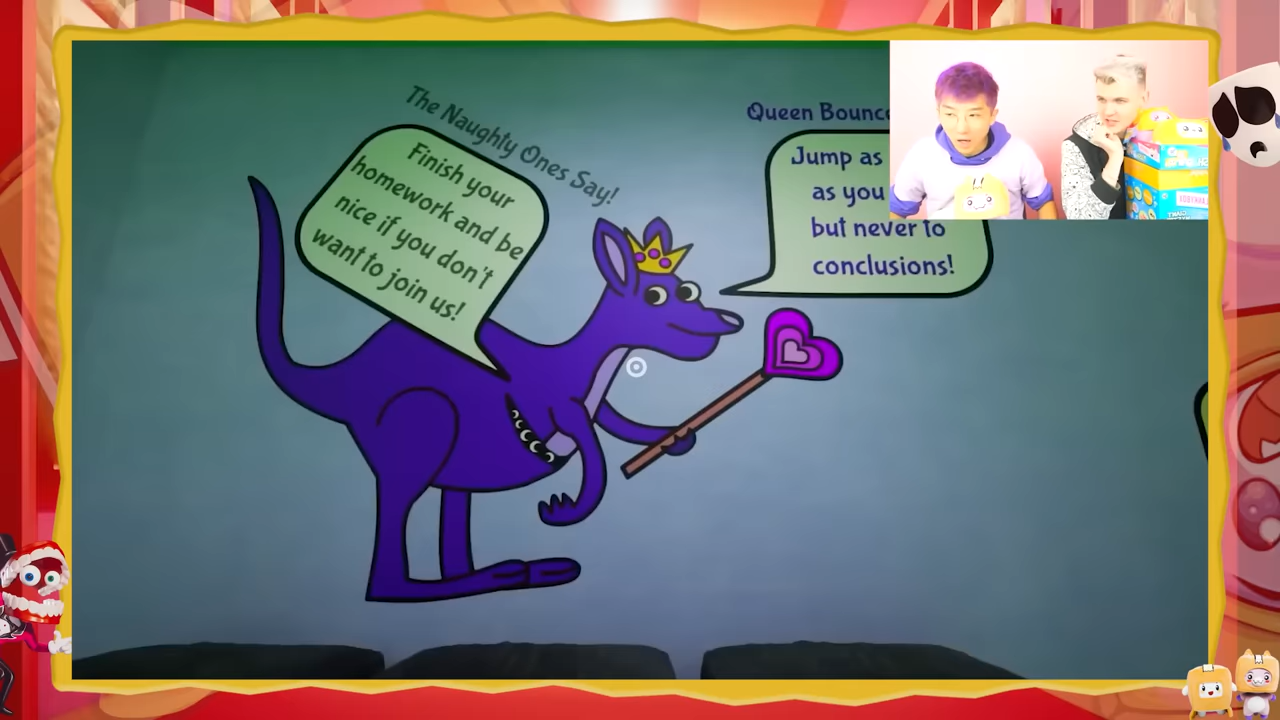 The Naughty Ones Say!
Finish your
homework and be
nice if you don't
want to join us!
Queen
Jump as
as you
but never to
conclusions!